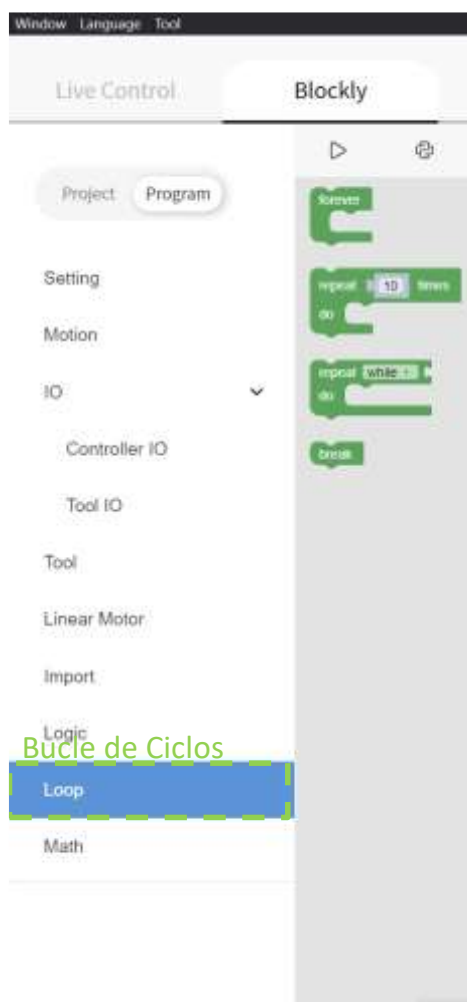 Window Language Tool
Live Control Blockly
Project Program
forever
Setting
repeat 10 times
do
Motion
repeat while
do
IO
Controller IO
break
Tool IO
Tool
Linear Motor
Import
Logic
Bucle de Ciclos
Loop
Math